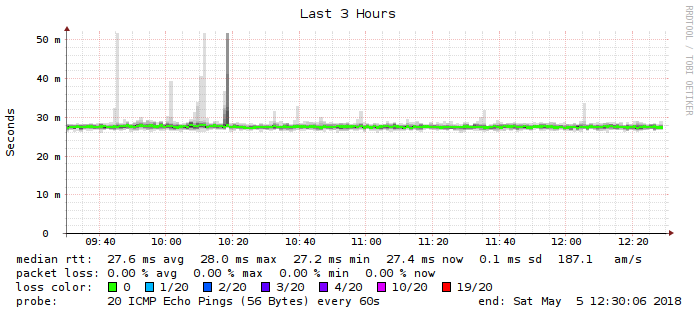 Last 3 Hours
RRDTOOL / TOBI OETIKER
Seconds
50 m
40 m
30 m
20 m
10 m
0
09:40 10:00 10:20 10:40 11:00 11:20 11:40 12:00 12:20
median rtt: 27.6 ms avg 28.0 ms max 27.2 ms min 27.4 ms now 0.1 ms sd 187.1 am/s
packet loss: 0.00 % avg 0.00 % max 0.00 % min 0.00 % now
loss color: 0 1/20 2/20 3/20 4/20 10/20 19/20
probe: 20 ICMP Echo Pings (56 Bytes) every 60s end: Sat May 5 12:30:06 2018